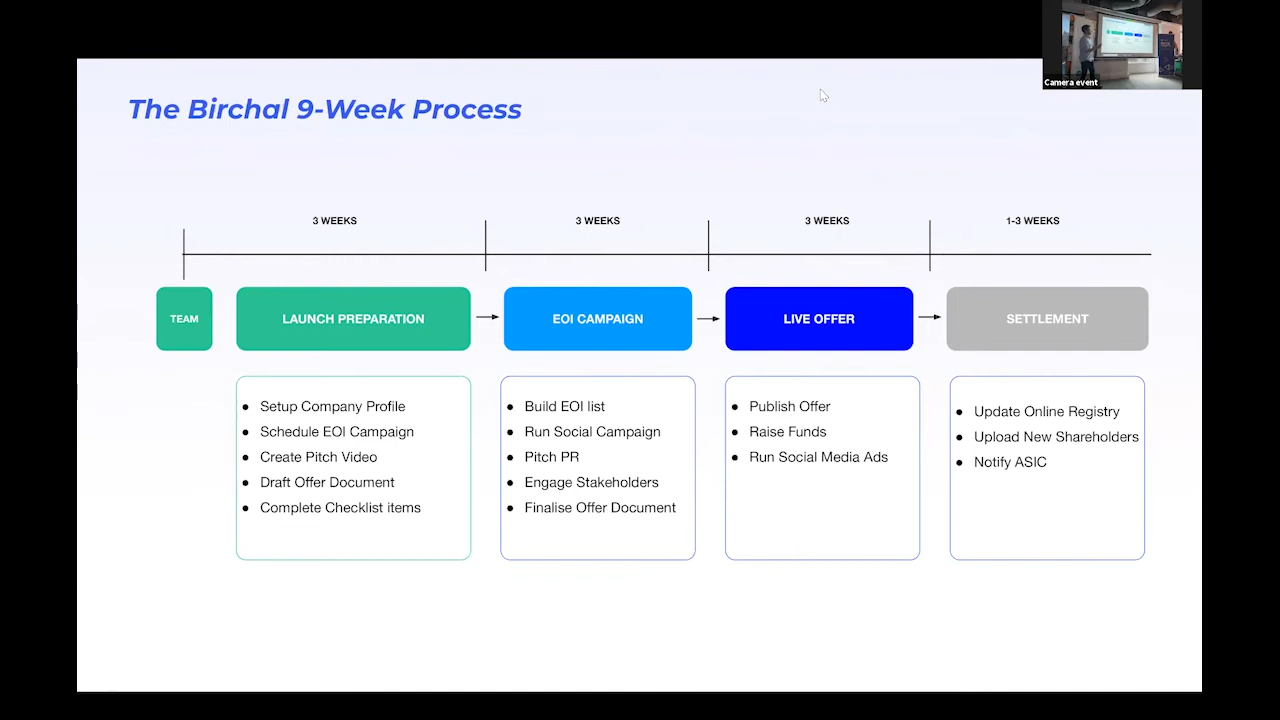 Camera event
The Birchal 9-Week Process
3 WEEKS
3 WEEKS
3 WEEKS
1-3 WEEKS
TEAM
LAUNCH PREPARATION
EOI CAMPAIGN
LIVE OFFER
SETTLEMENT
● Setup Company Profile
● Schedule EOI Campaign
● Create Pitch Video
● Draft Offer Document
● Complete Checklist items
● Build EOI list
● Run Social Campaign
● Pitch PR
● Engage Stakeholders
● Finalise Offer Document
● Publish Offer
● Raise Funds
● Run Social Media Ads
● Update Online Registry
● Upload New Shareholders
● Notify ASIC